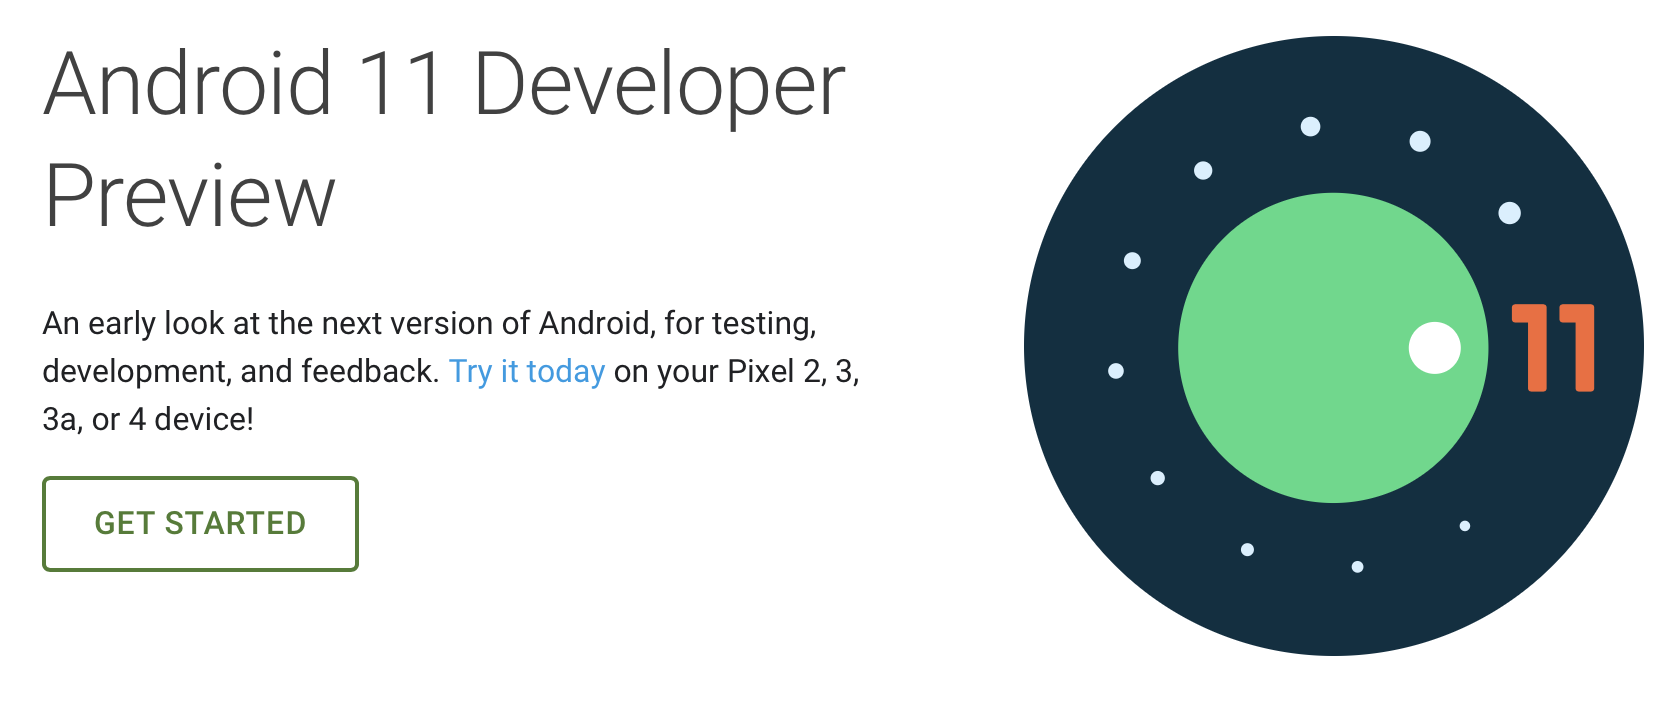 Android 11 Developer
Preview
An early look at the next version of Android, for testing,
development, and feedback. Try it today on your Pixel 2, 3,
3a, or 4 device!
GET STARTED
11